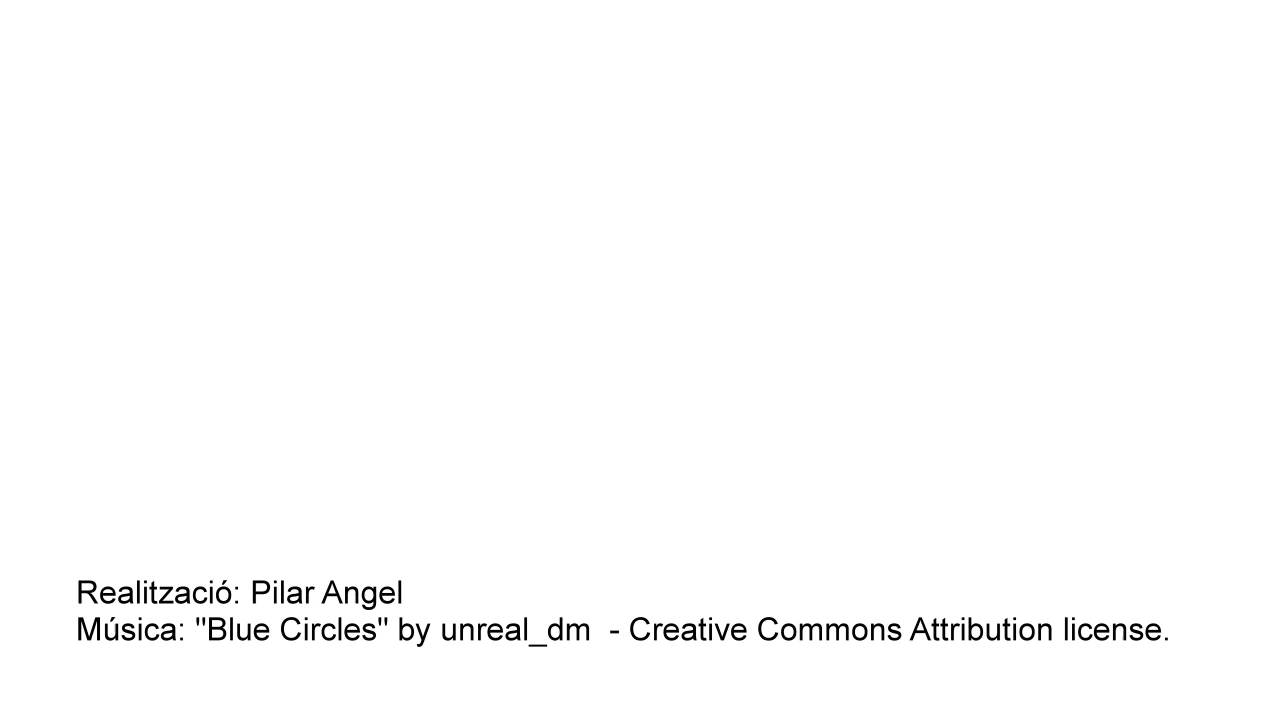 Realització: Pilar Angel
Música: "Blue Circles" by unreal_dm  - Creative Commons Attribution license.